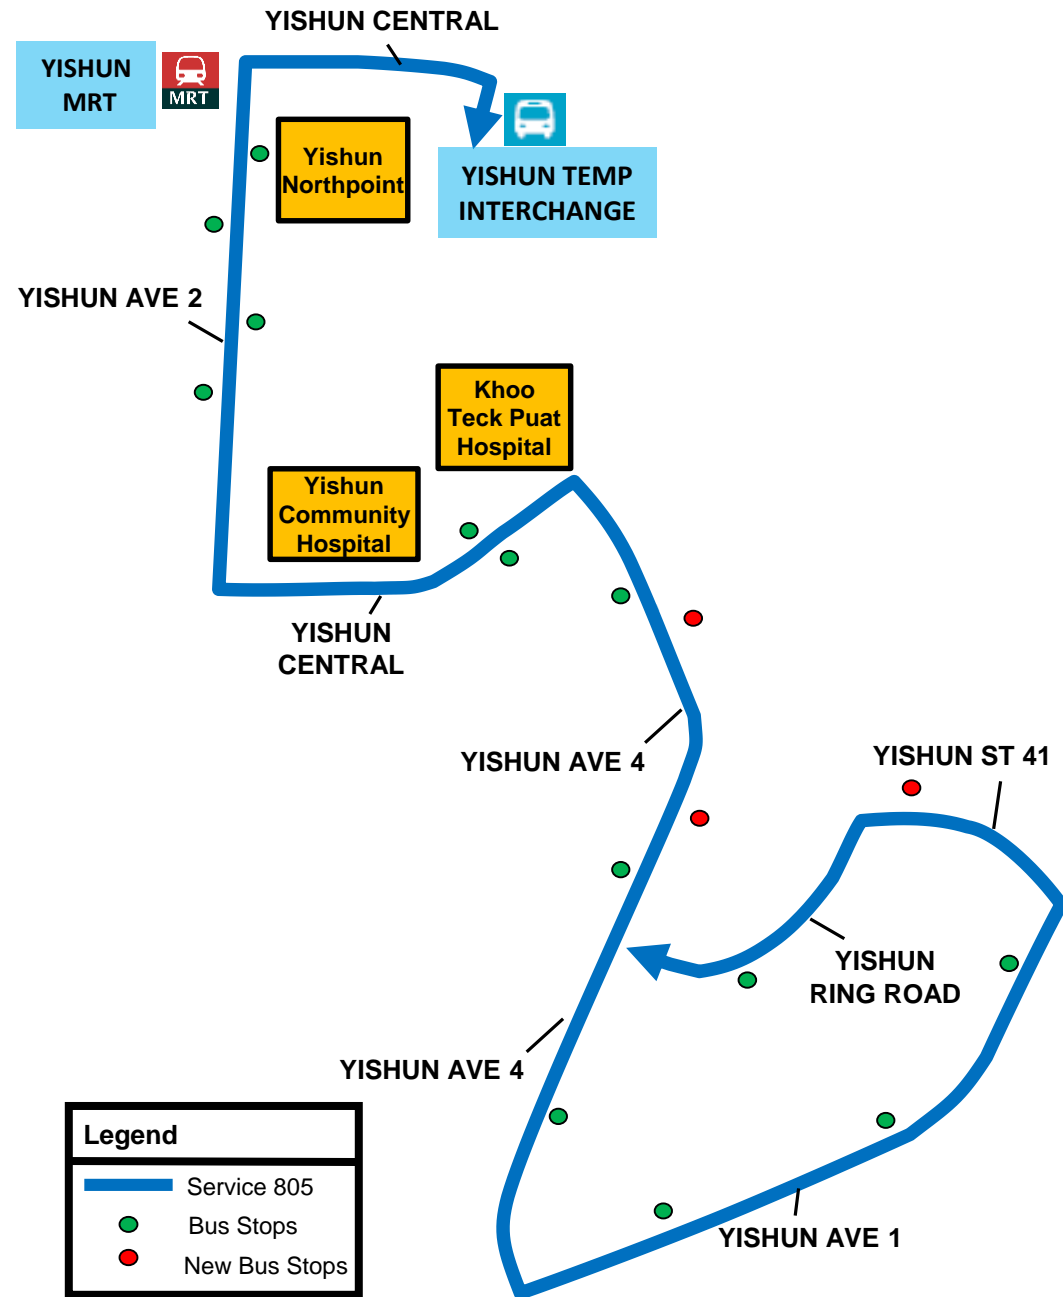 YISHUN CENTRAL
YISHUN
MRT
MRT
Yishun
Northpoint
YISHUN TEMP
INTERCHANGE
YISHUN AVE 2
Khoo
Teck Puat
Hospital
Yishun
Community
Hospital
YISHUN
CENTRAL
YISHUN AVE 4
YISHUN ST 41
YISHUN
RING ROAD
YISHUN AVE 4
YISHUN AVE 1
Legend
Service 805
Bus Stops
New Bus Stops